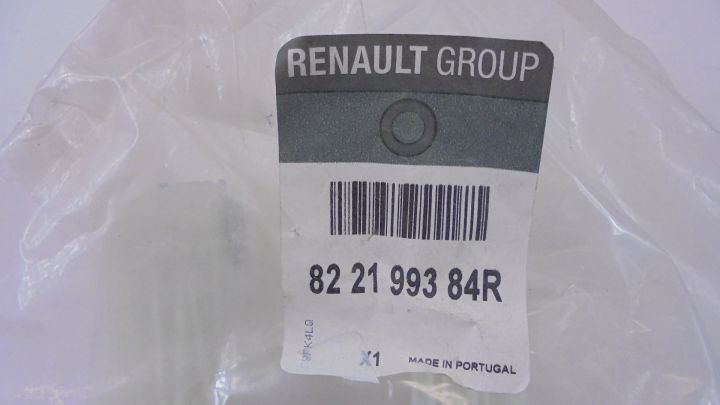 RENAULT GROUP
82 21 993 84R
X1 MADE IN PORTUGAL